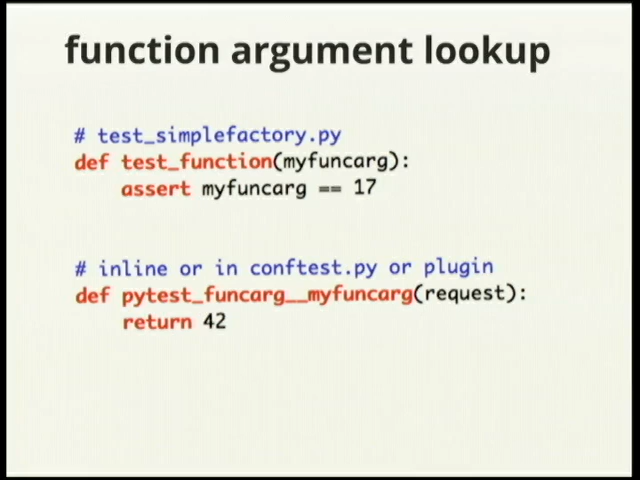 function argument lookup
# test_simplefactory.py
def test_function(myfuncarg):
    assert myfuncarg == 17
# inline or in conftest.py or plugin
def pytest_funcarg__myfuncarg(request):
    return 42